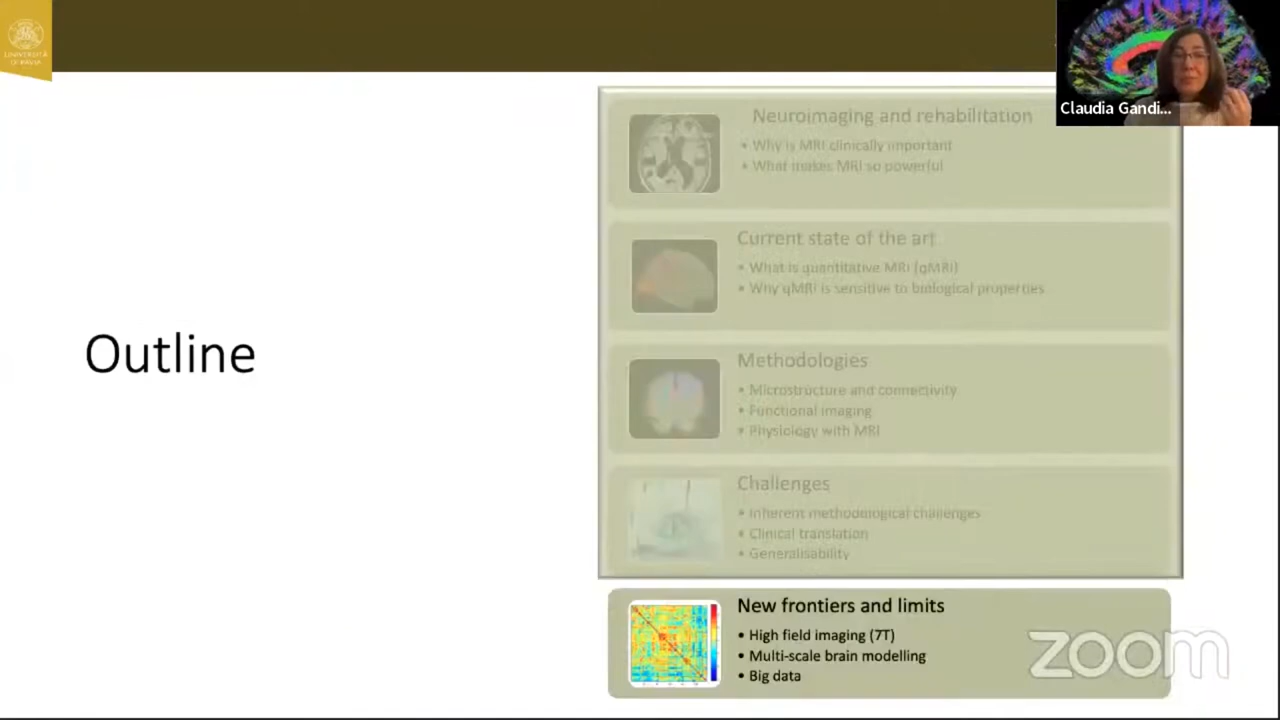 UNIVERSITÀ
DI PAVIA
Claudia Gandi...
Outline
Neuroimaging and rehabilitation
• Why is MRI clinically important
• What makes MRI so powerful
Current state of the art
• What is quantitative MRI (qMRI)
• Why qMRI is sensitive to biological properties
Methodologies
• Microstructure and connectivity
• Functional imaging
• Physiology with MRI
Challenges
• Inherent methodological challenges
• Clinical translation
• Generalisability
New frontiers and limits
• High field imaging (7T)
• Multi-scale brain modelling
• Big data
zoom